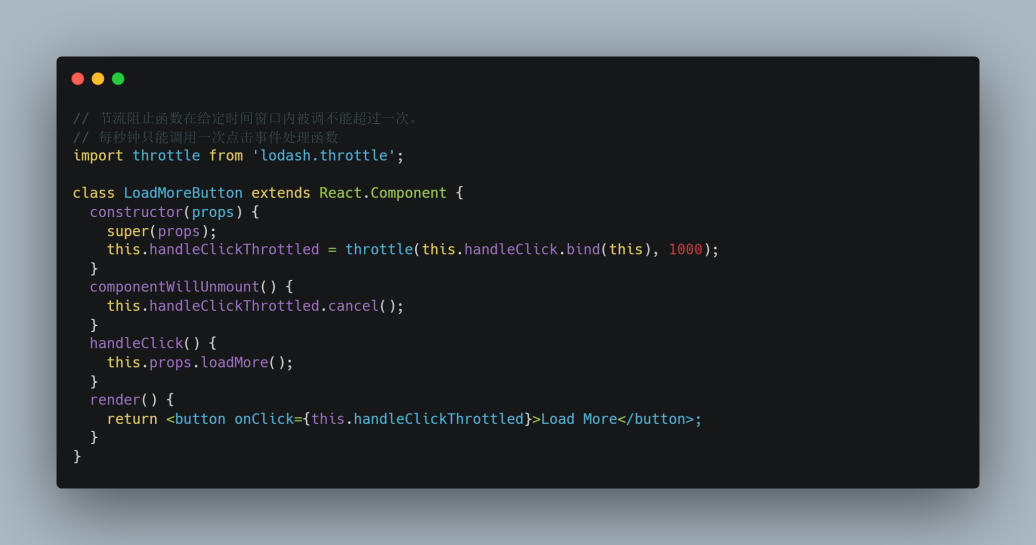 // 节流阻止函数在给定时间窗口内被调不能超过一次。
// 每秒钟只能调用一次点击事件处理函数
import throttle from 'lodash.throttle';
class LoadMoreButton extends React.Component {
constructor(props) {
super(props);
this.handleClickThrottled = throttle(this.handleClick.bind(this), 1000);
}
componentWillUnmount() {
this.handleClickThrottled.cancel();
}
handleClick() {
this.props.loadMore();
}
render() {
return <button onClick={this.handleClickThrottled}>Load More</button>;
}
}